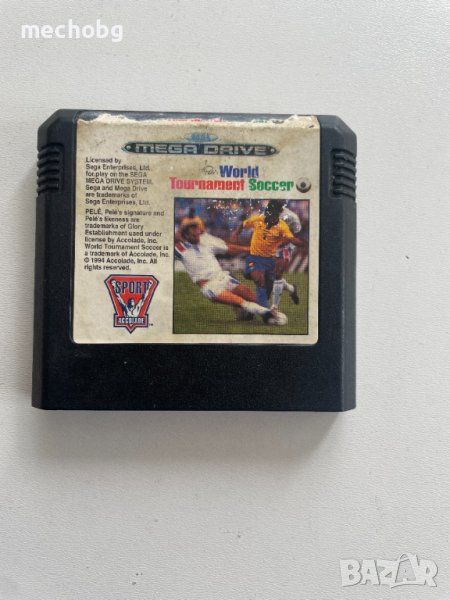 mechobg
SEGA
MEGA DRIVE
Licensed by
Sega Enterprises, Ltd.
for play on the SEGA
MEGA DRIVE SYSTEM.
Sega and Mega Drive
are trademarks of
Sega Enterprises, Ltd.
PELÉ, Pelé's signature and
Pelé's likeness are
trademarks of Glory
Establishment used under
license by Accolade, Inc.
World Tournament Soccer is
a trademark of Accolade, Inc.
© 1994 Accolade, Inc. All
rights reserved.
World
Tournament Soccer
SPORT
ACCOLADE
TM
BAZAR